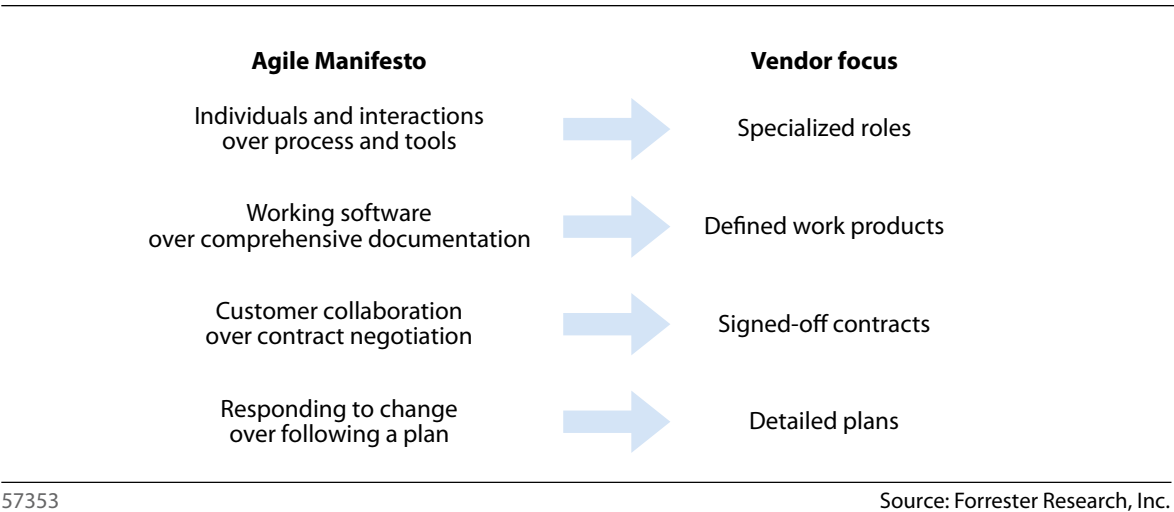 Agile Manifesto
Vendor focus
Individuals and interactions
over process and tools
Specialized roles
Working software
over comprehensive documentation
Defined work products
Customer collaboration
over contract negotiation
Signed-off contracts
Responding to change
over following a plan
Detailed plans
57353
Source: Forrester Research, Inc.